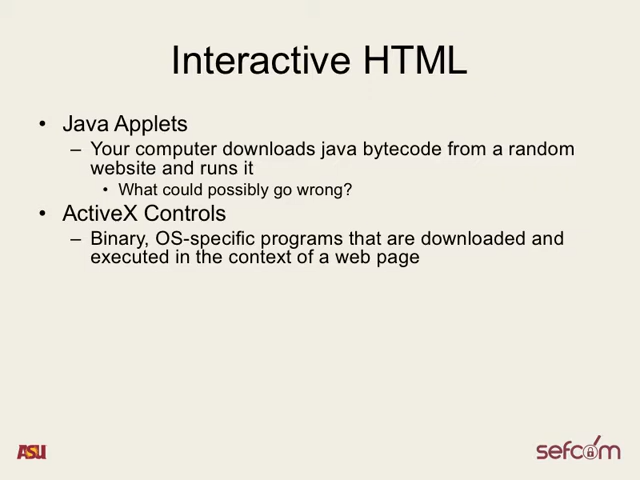 Interactive HTML
• Java Applets
– Your computer downloads java bytecode from a random
website and runs it
• What could possibly go wrong?
• ActiveX Controls
– Binary, OS-specific programs that are downloaded and
executed in the context of a web page
ASU
sefcom